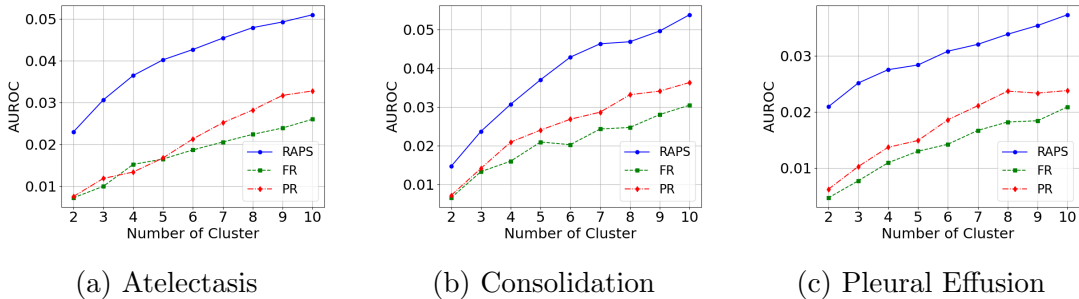 0.05
0.04
0.03
0.02
0.01
AUROC
RAPS
FR
PR
2 3 4 5 6 7 8 9 10
Number of Cluster
(a) Atelectasis
0.05
0.04
0.03
0.02
0.01
AUROC
RAPS
FR
PR
2 3 4 5 6 7 8 9 10
Number of Cluster
(b) Consolidation
0.03
0.02
0.01
AUROC
RAPS
FR
PR
2 3 4 5 6 7 8 9 10
Number of Cluster
(c) Pleural Effusion